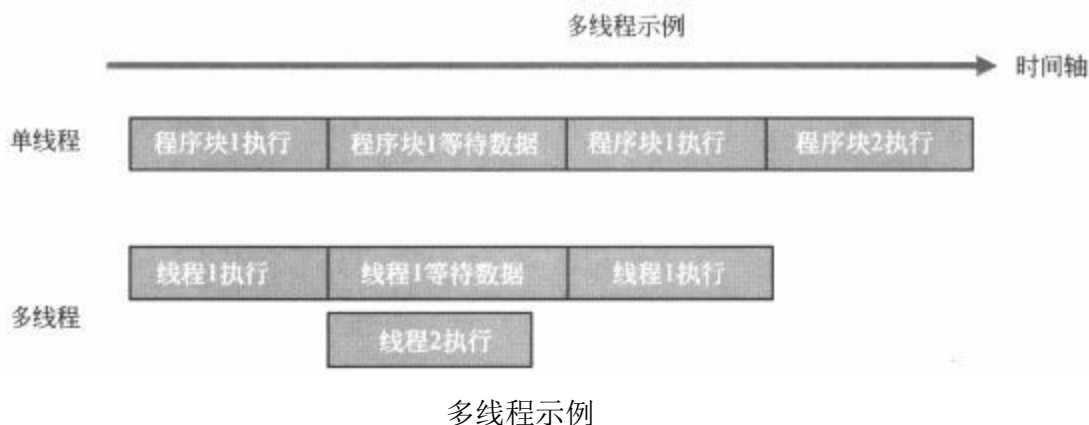 多线程示例
时间轴
单线程
程序块1执行
程序块1等待数据
程序块1执行
程序块2执行
多线程
线程1执行
线程1等待数据
线程1执行
线程2执行
多线程示例